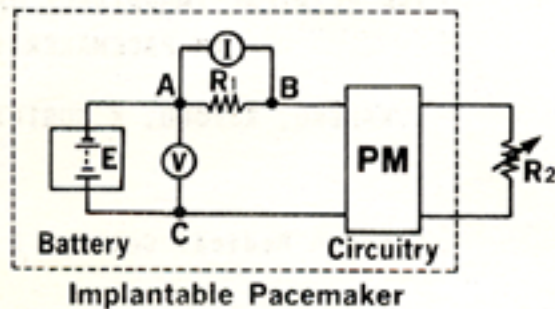 I
A R1 B
E V PM R2
C
Battery Circuitry
Implantable Pacemaker